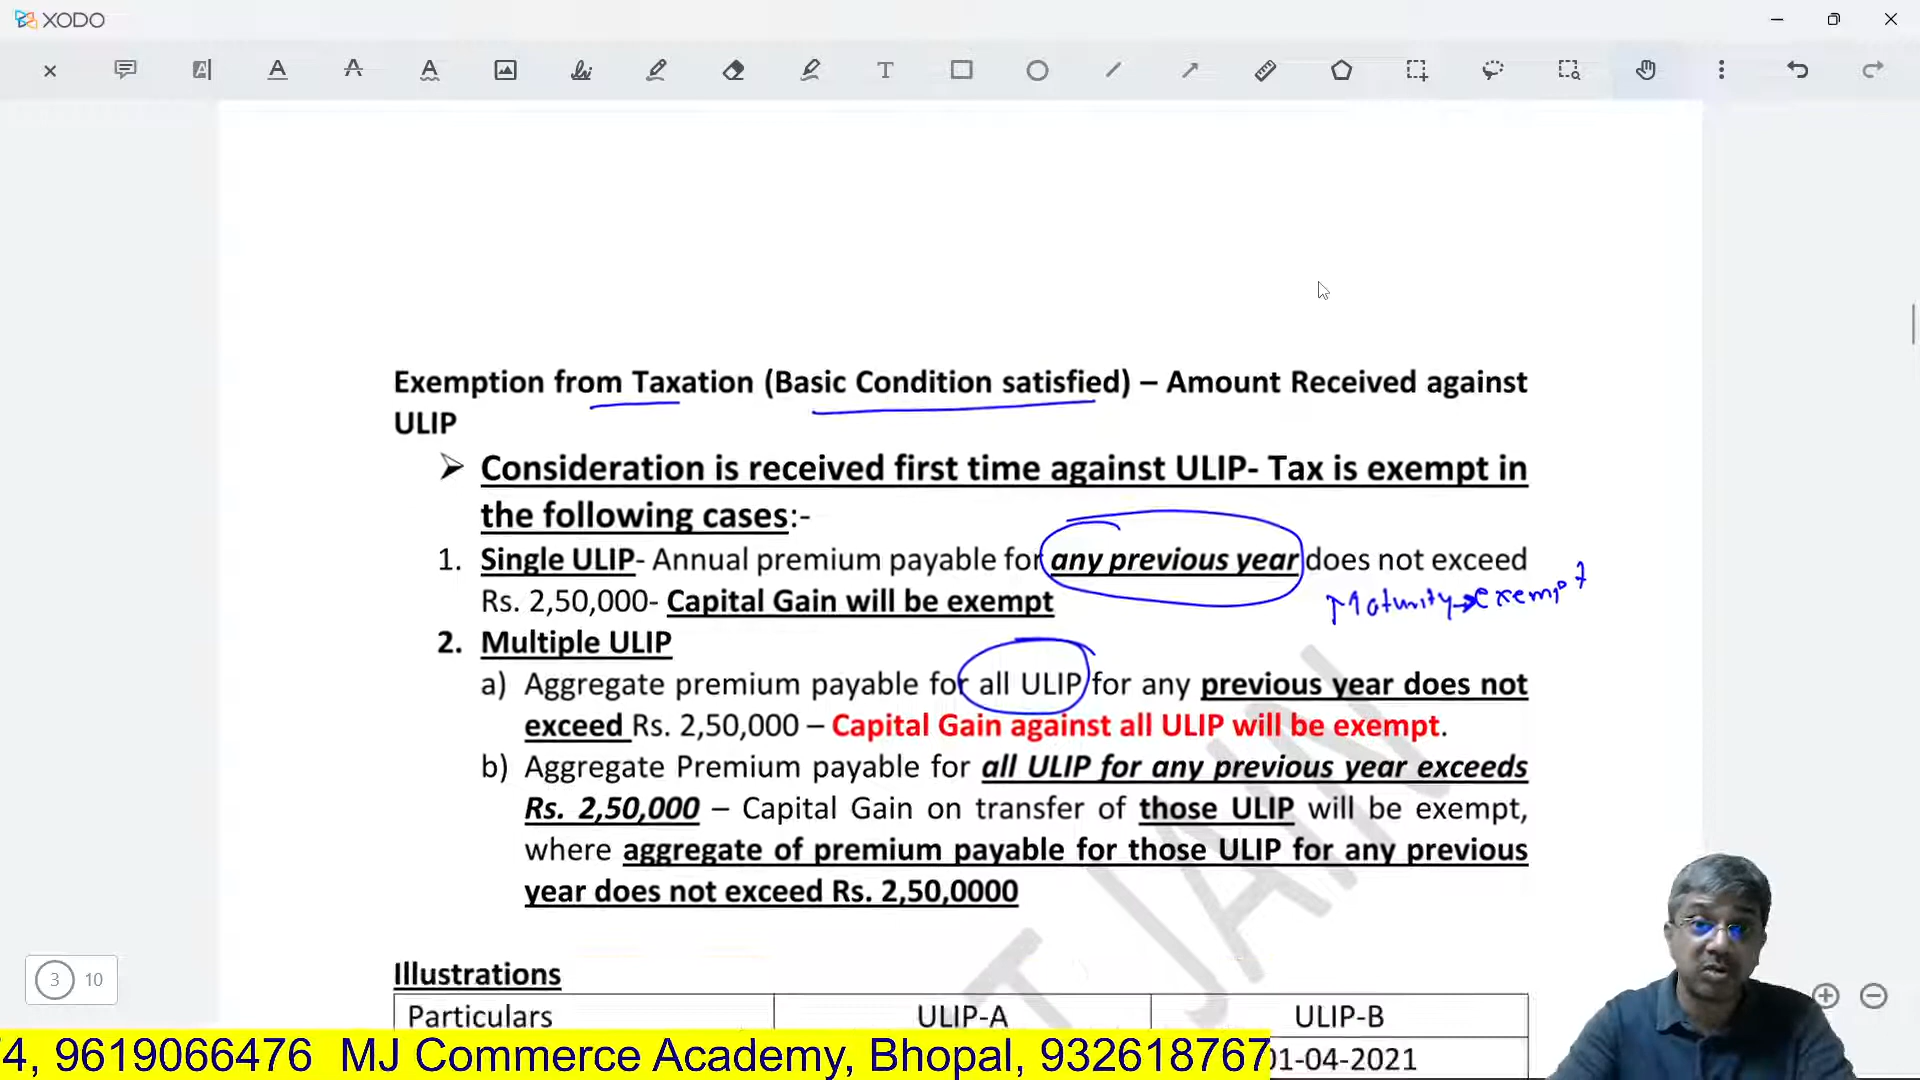 XODO
Exemption from Taxation (Basic Condition satisfied) – Amount Received against
ULIP
➢ Consideration is received first time against ULIP- Tax is exempt in
the following cases:-
1. Single ULIP- Annual premium payable for any previous year does not exceed
Rs. 2,50,000- Capital Gain will be exempt
Maturity→exempt
2. Multiple ULIP
a) Aggregate premium payable for all ULIP for any previous year does not
exceed Rs. 2,50,000 – Capital Gain against all ULIP will be exempt.
b) Aggregate Premium payable for all ULIP for any previous year exceeds
Rs. 2,50,000 – Capital Gain on transfer of those ULIP will be exempt,
where aggregate of premium payable for those ULIP for any previous
year does not exceed Rs. 2,50,0000
T JAIN
Illustrations
Particulars ULIP-A ULIP-B
01-04-2021
3 10
4, 9619066476 MJ Commerce Academy, Bhopal, 932618767